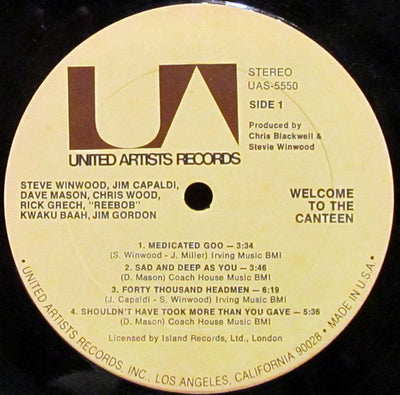 UA
UNITED ARTISTS RECORDS
STEREO
UAS-5550
SIDE 1
Produced by
Chris Blackwell &
Stevie Winwood
STEVE WINWOOD, JIM CAPALDI,
DAVE MASON, CHRIS WOOD,
RICK GRECH, "REEBOB"
KWAKU BAAH, JIM GORDON
WELCOME
TO THE
CANTEEN
1. MEDICATED GOO — 3:34
(S. Winwood - J. Miller) Irving Music BMI
2. SAD AND DEEP AS YOU — 3:46
(D. Mason) Coach House Music BMI
3. FORTY THOUSAND HEADMEN — 6:19
(J. Capaldi - S. Winwood) Irving Music BMI
4. SHOULDN'T HAVE TOOK MORE THAN YOU GAVE — 5:36
(D. Mason) Coach House Music BMI
Licensed by Island Records, Ltd., London
• UNITED ARTISTS RECORDS, INC., LOS ANGELES, CALIFORNIA 90028 • MADE IN U.S.A. •